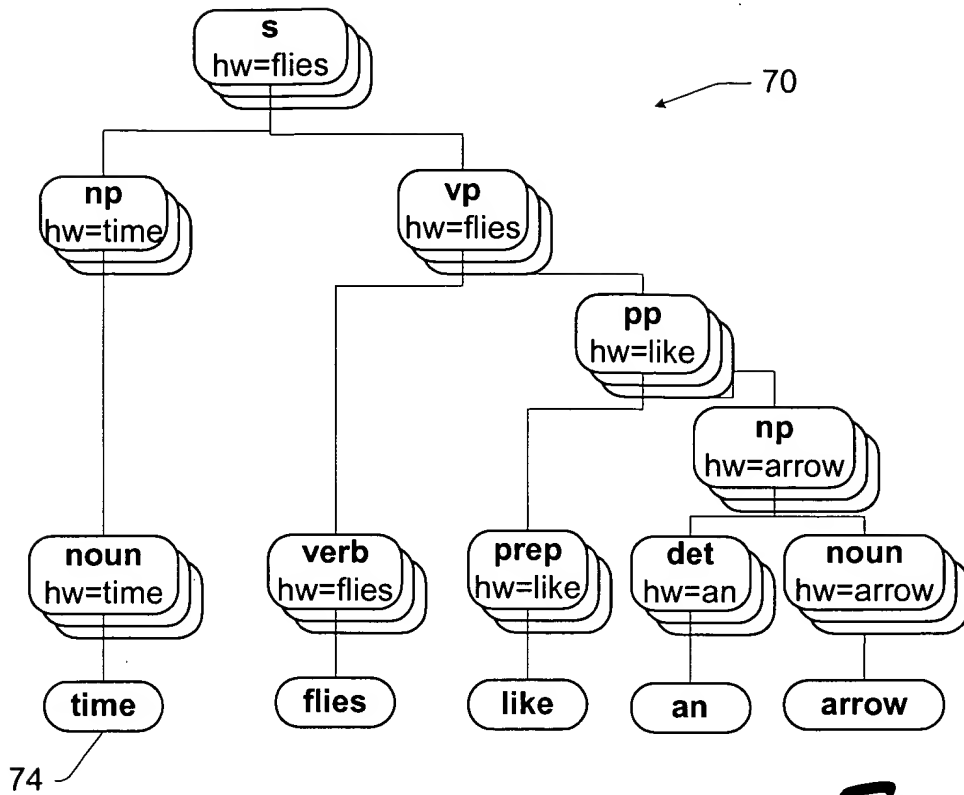 s
hw=flies
70
np
hw=time
vp
hw=flies
pp
hw=like
np
hw=arrow
noun
hw=time
verb
hw=flies
prep
hw=like
det
hw=an
noun
hw=arrow
time
flies
like
an
arrow
74